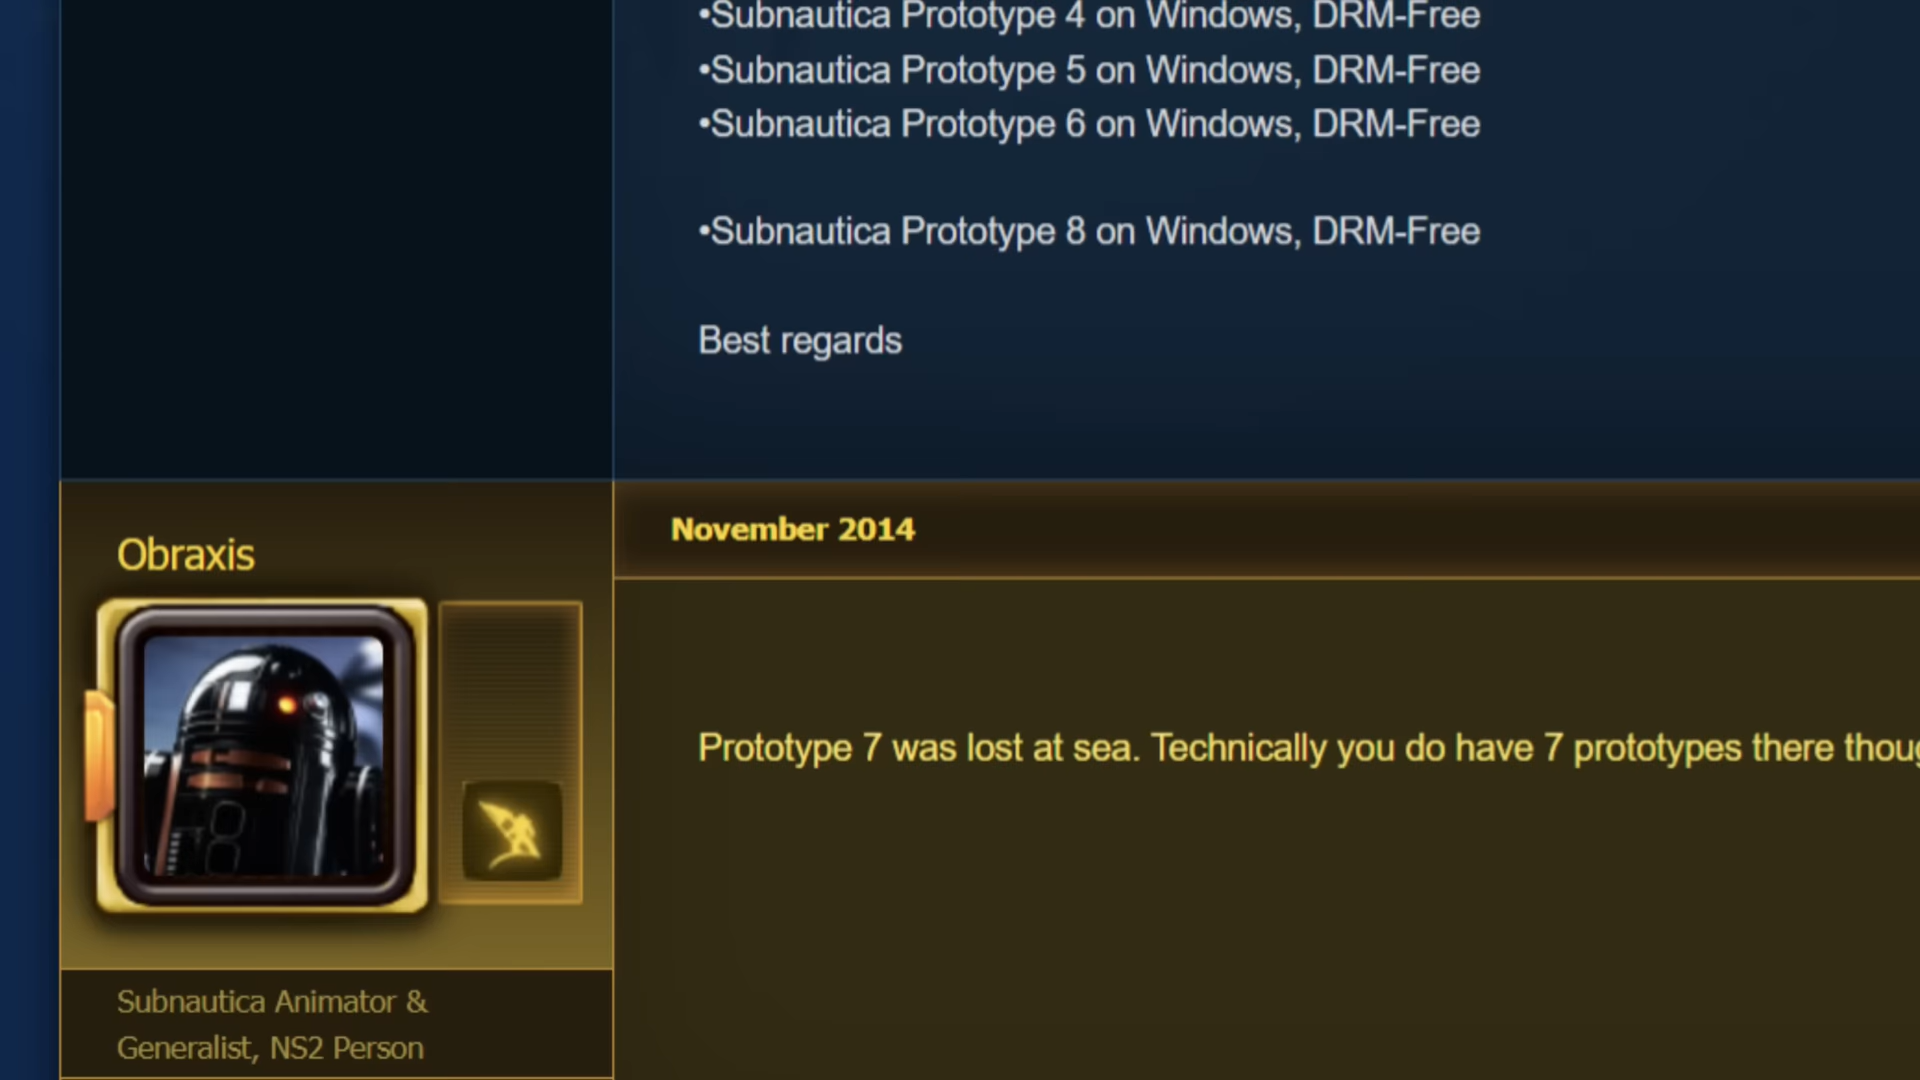 •Subnautica Prototype 4 on Windows, DRM-Free
•Subnautica Prototype 5 on Windows, DRM-Free
•Subnautica Prototype 6 on Windows, DRM-Free
•Subnautica Prototype 8 on Windows, DRM-Free
Best regards
Obraxis
November 2014
Prototype 7 was lost at sea. Technically you do have 7 prototypes there
Subnautica Animator &
Generalist, NS2 Person